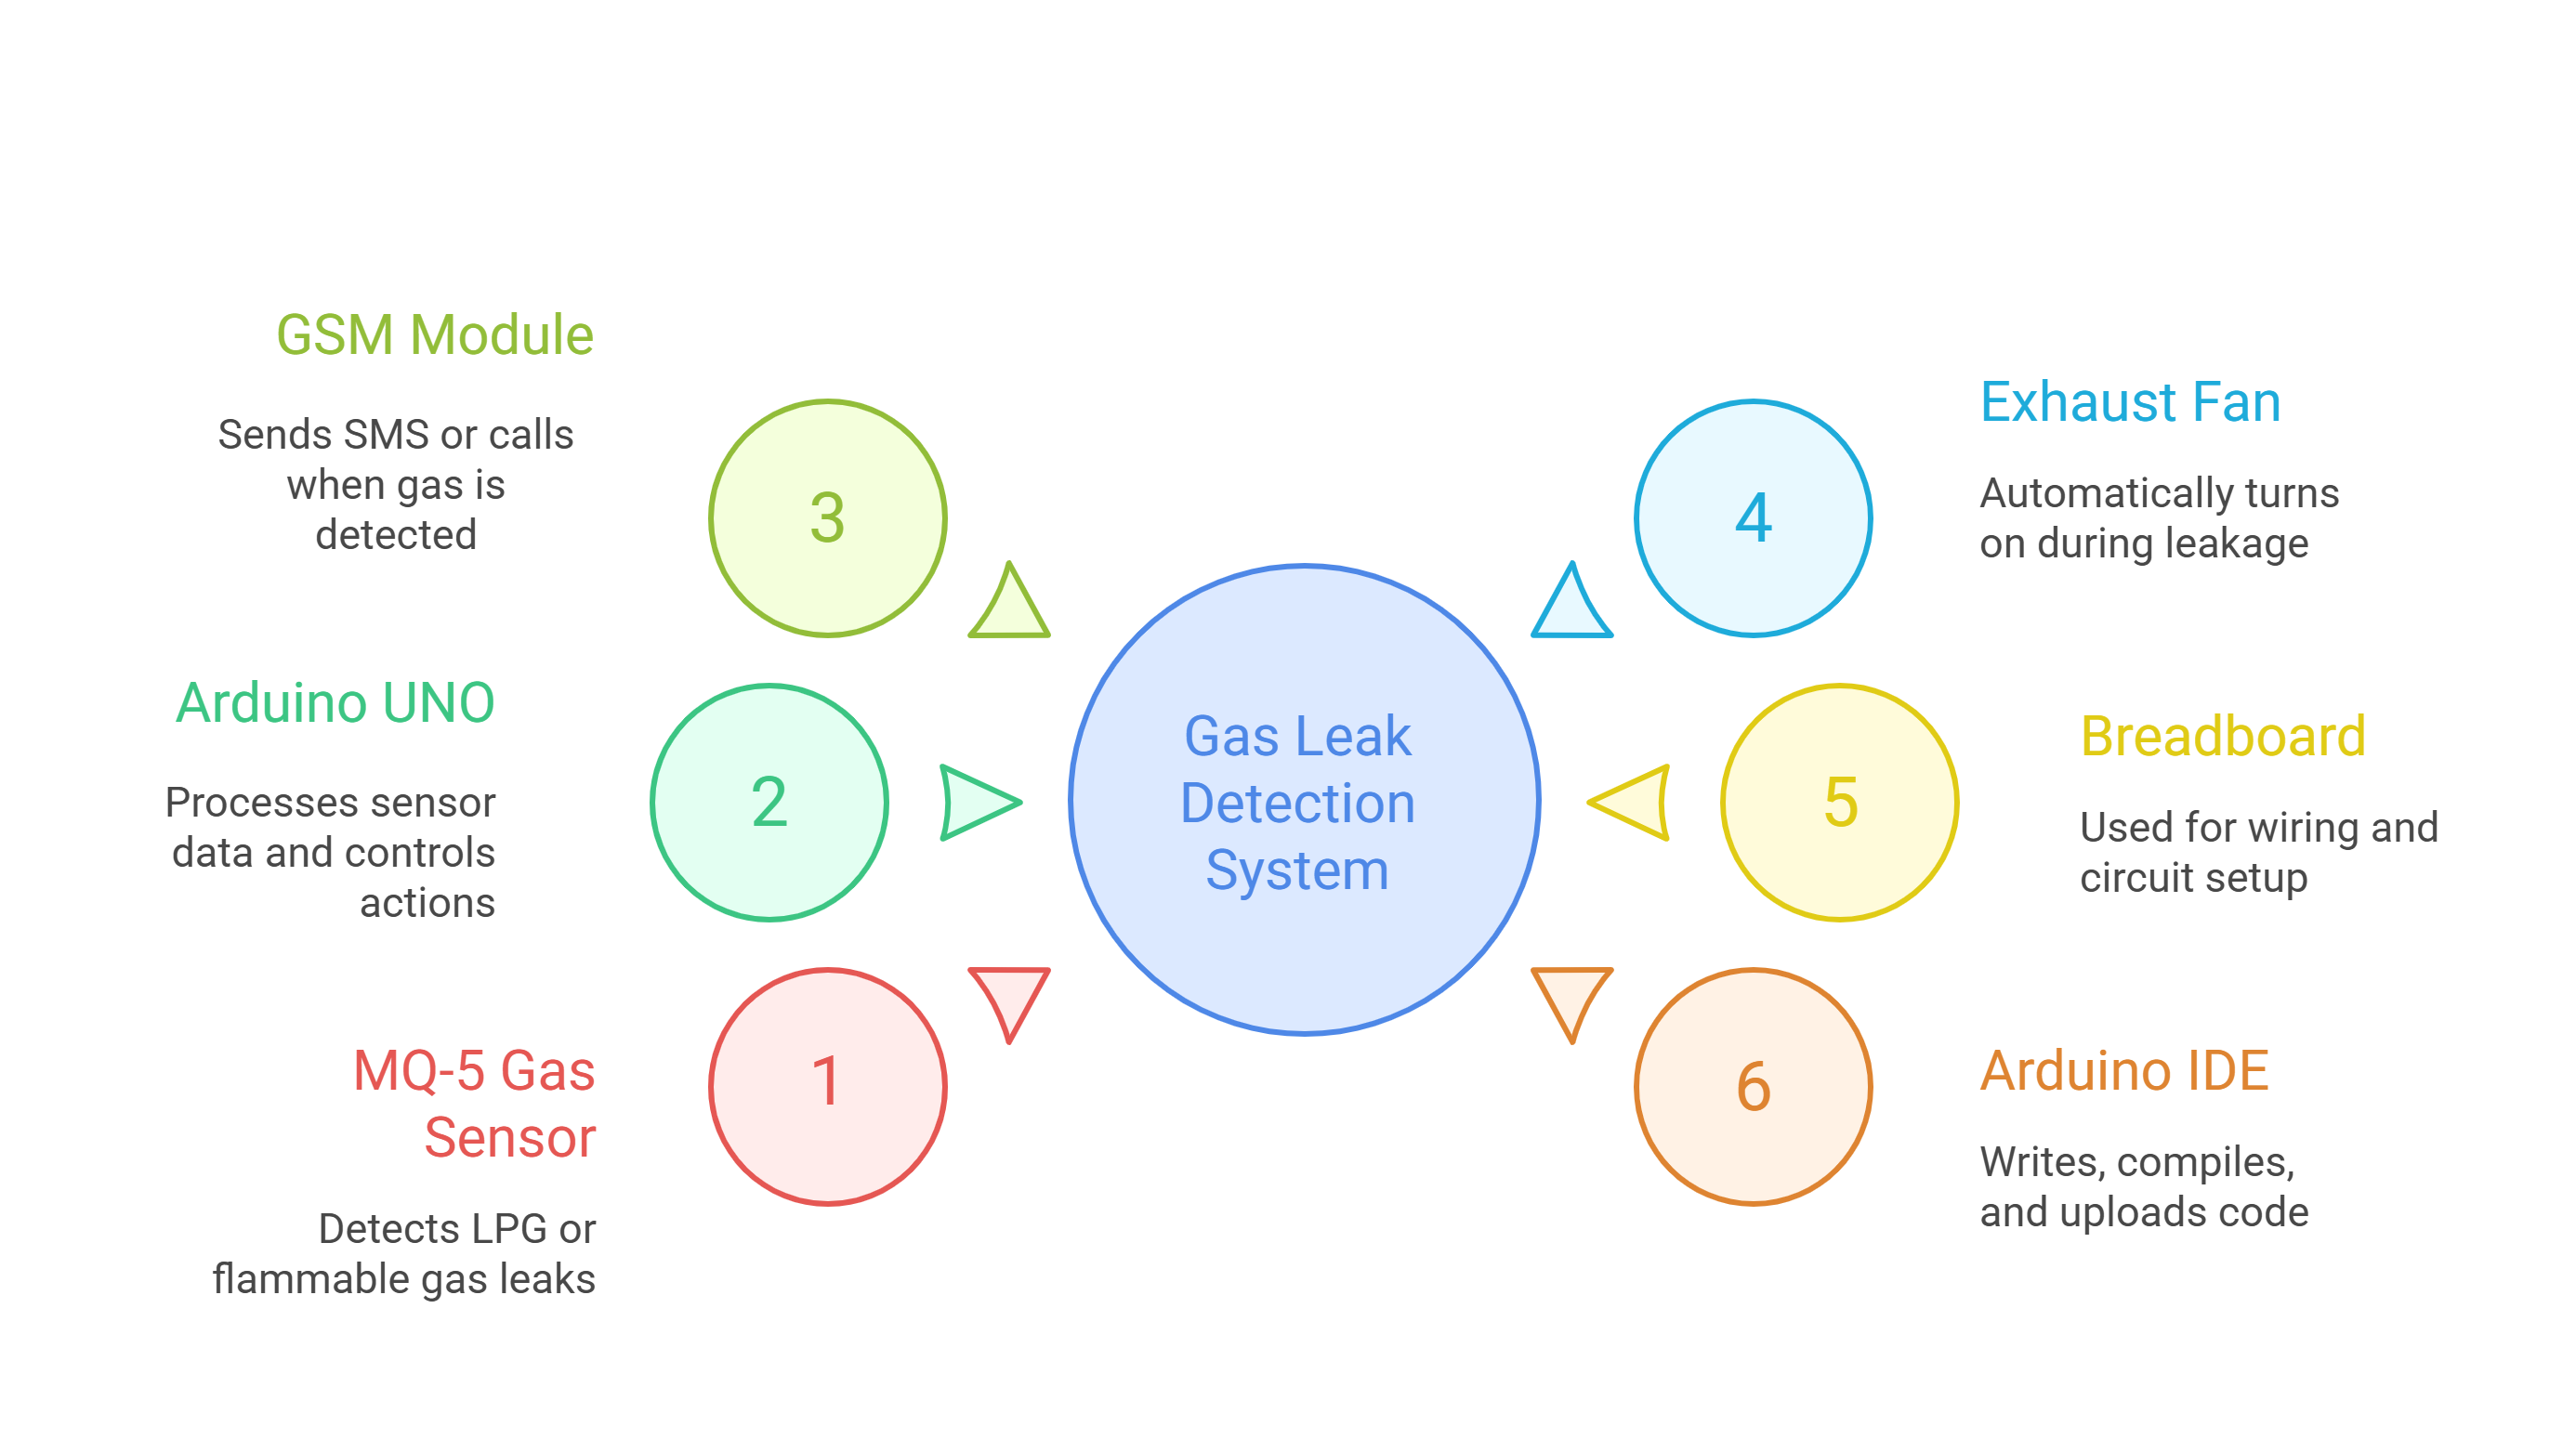 GSM Module
Sends SMS or calls
when gas is
detected
3
Arduino UNO
Processes sensor
data and controls
actions
2
MQ-5 Gas
Sensor
Detects LPG or
flammable gas leaks
1
Gas Leak
Detection
System
4
Exhaust Fan
Automatically turns
on during leakage
5
Breadboard
Used for wiring and
circuit setup
6
Arduino IDE
Writes, compiles,
and uploads code